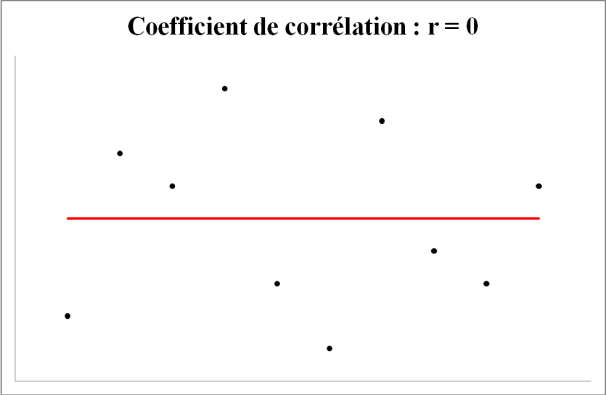 Coefficient de corrélation : r = 0